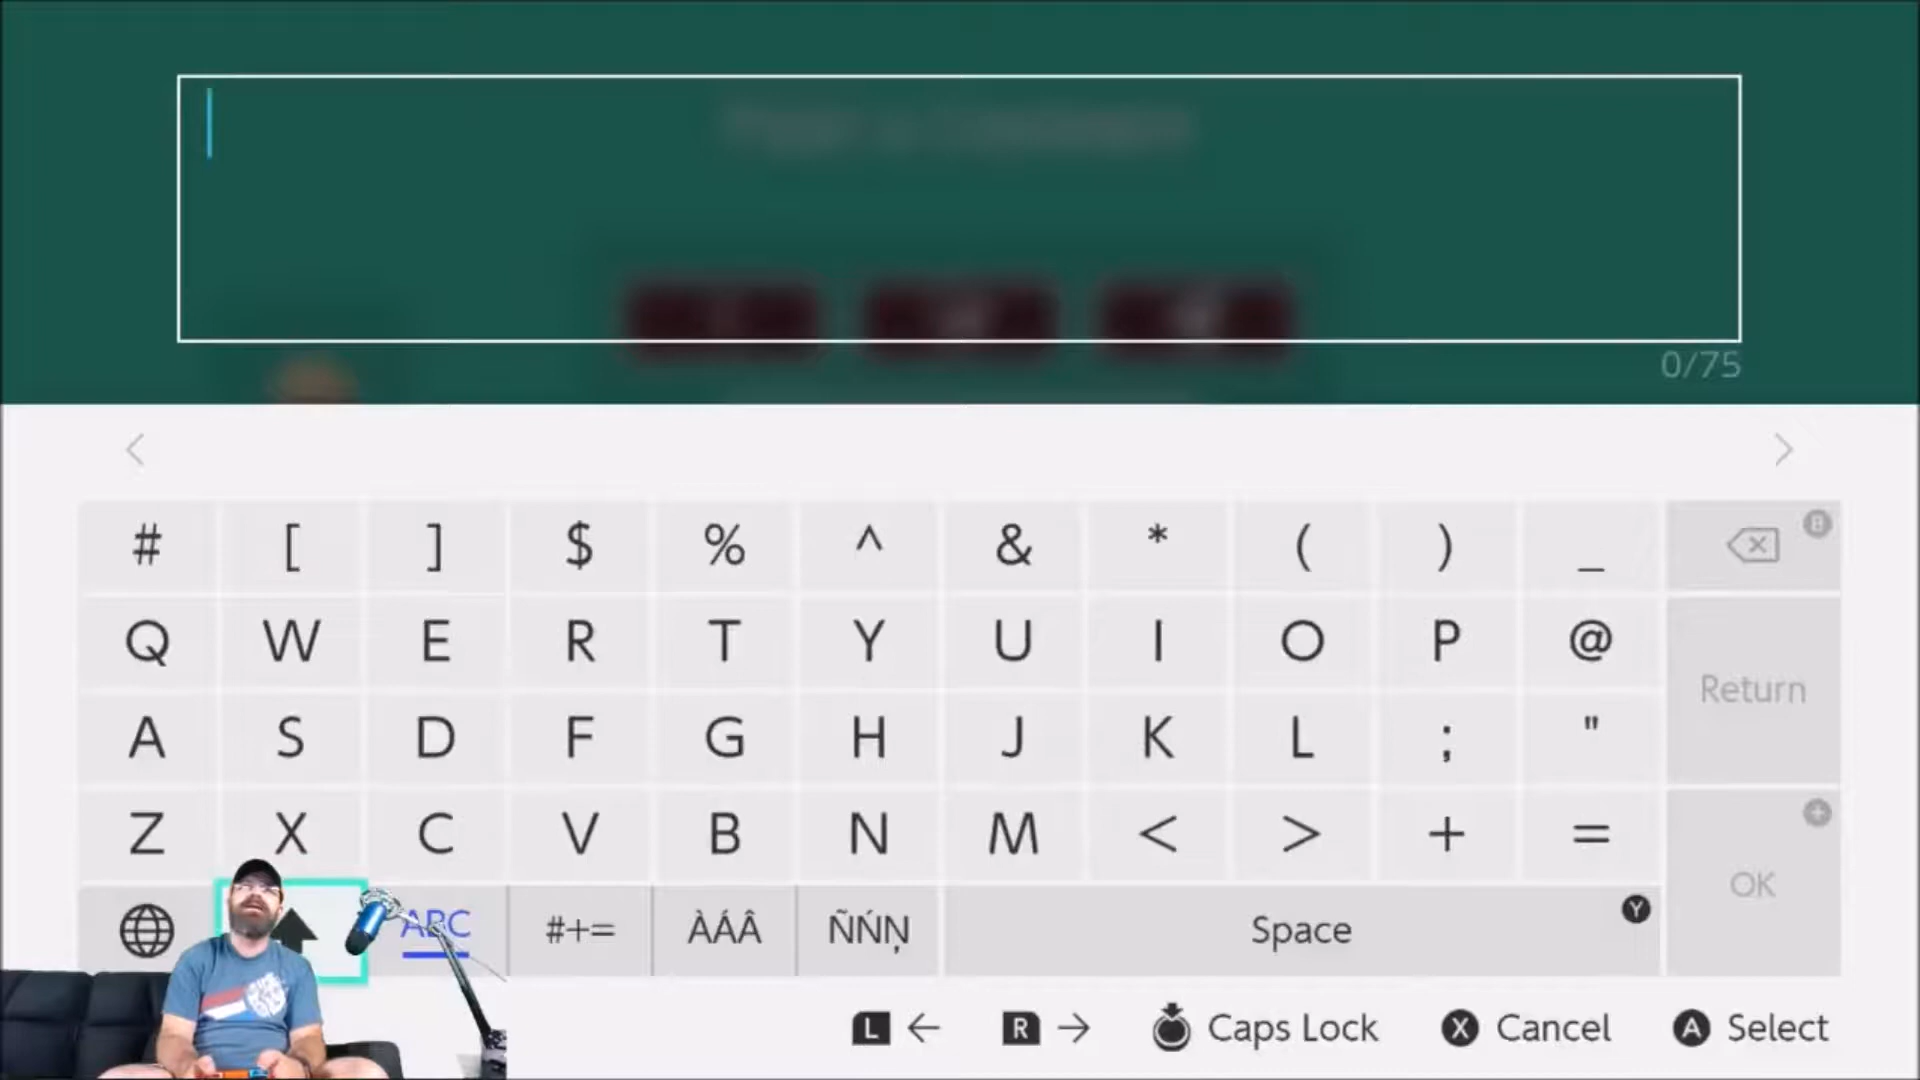 0/75
# [ ] $ % ^ & * ( ) _ B
Q W E R T Y U I O P @ Return
A S D F G H J K L ; "
Z X C V B N M < > + = OK
ABC #+= ÀÁÂ ÑŃŅ Space Y
L ← R → Caps Lock X Cancel A Select